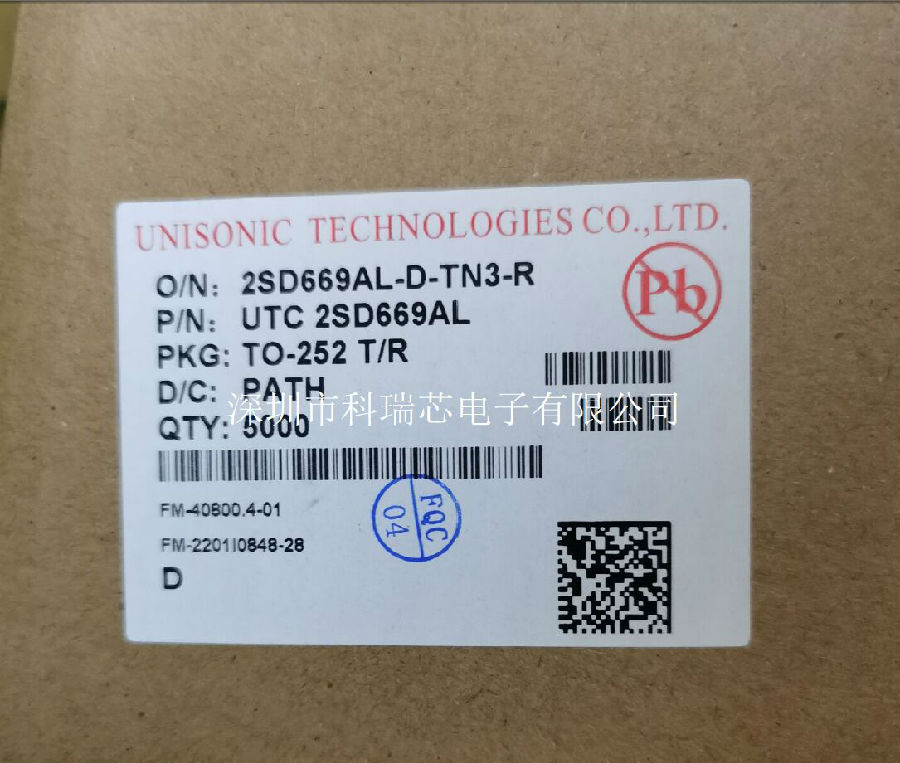 UNISONIC TECHNOLOGIES CO.,LTD.
O/N: 2SD669AL-D-TN3-R
Pb
P/N: UTC 2SD669AL
PKG: TO-252 T/R
D/C: PATH
深圳市科瑞芯电子有限公司
QTY: 5000
FM-40800.4-01
FQC
04
FM-220110848-28
D